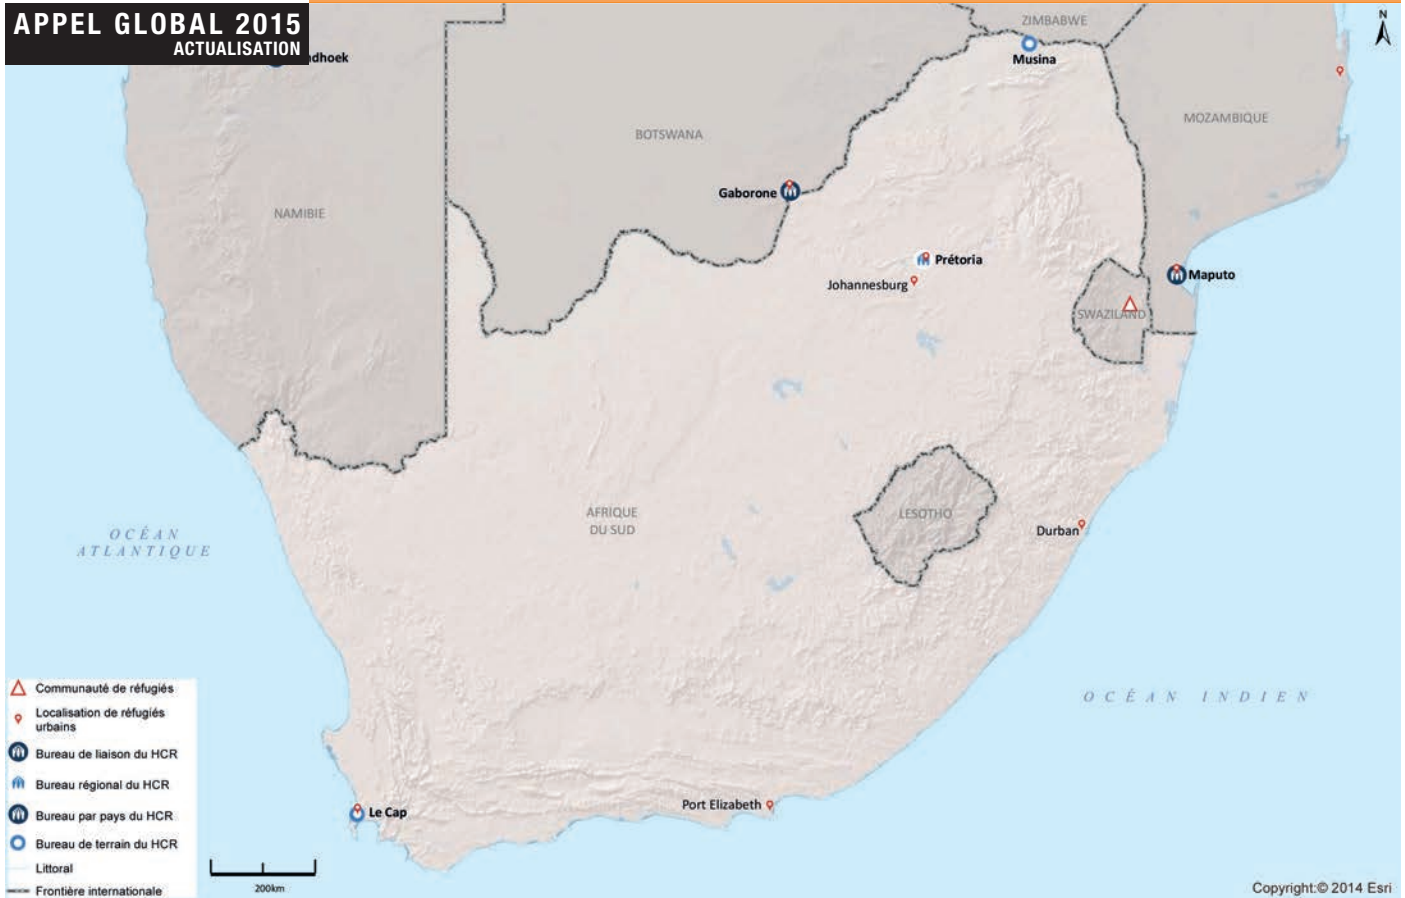 APPEL GLOBAL 2015
ACTUALISATION
ZIMBABWE
N
Musina
BOTSWANA
MOZAMBIQUE
Gaborone
NAMIBIE
Prétoria
Johannesburg
Maputo
SWAZILAND
AFRIQUE
DU SUD
LESOTHO
OCÉAN
ATLANTIQUE
Durban
OCÉAN INDIEN
Communauté de réfugiés
Localisation de réfugiés
urbains
Bureau de liaison du HCR
Bureau régional du HCR
Bureau par pays du HCR
Bureau de terrain du HCR
Littoral
Frontière internationale
Le Cap
Port Elizabeth
200km
Copyright:© 2014 Esri